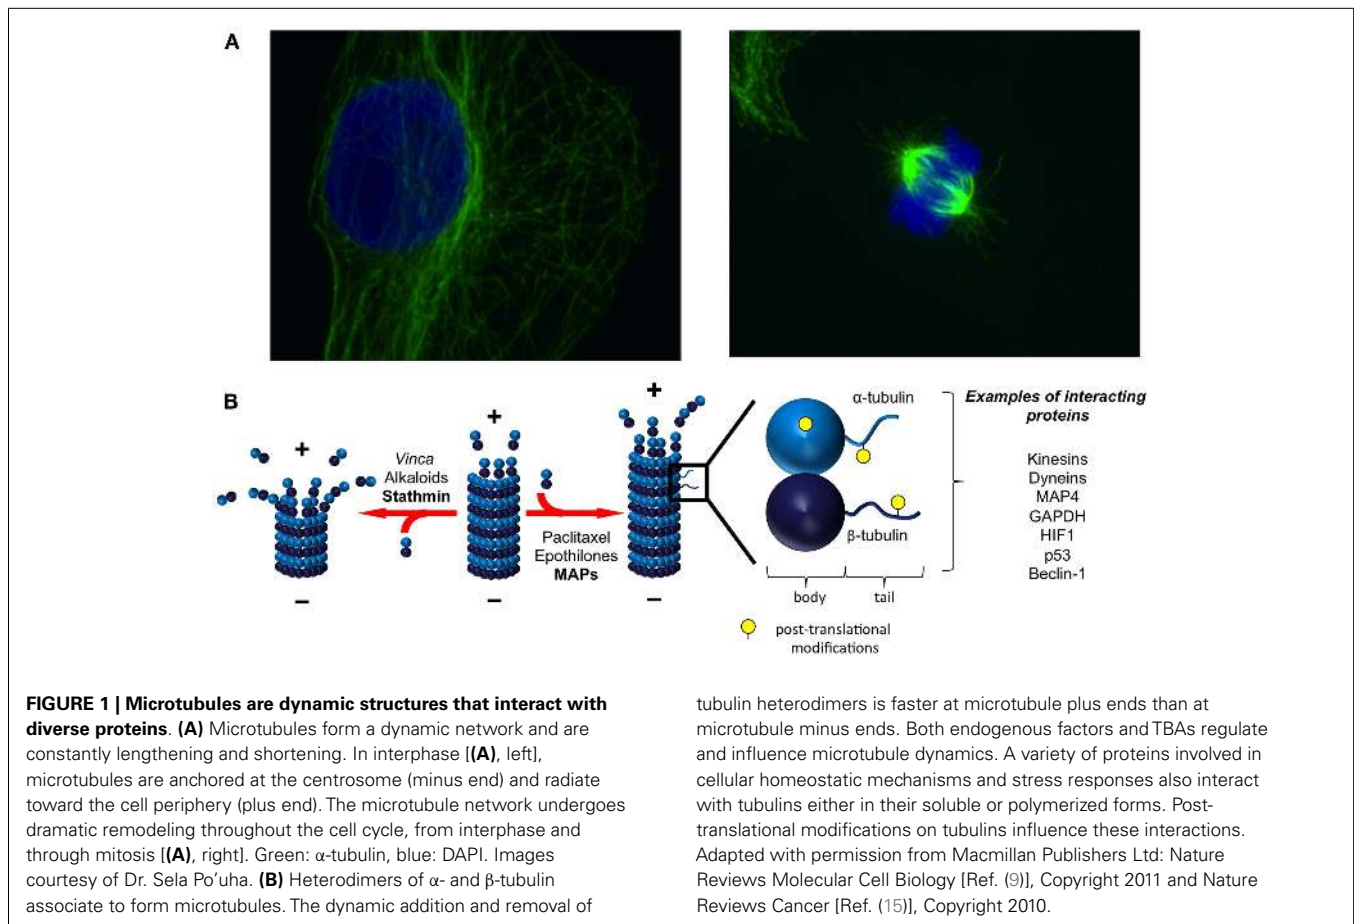 A
B
+
+
+
Vinca
Alkaloids
Stathmin
Paclitaxel
Epothilones
MAPs
−
−
−
α-tubulin
β-tubulin
body
tail
post-translational
modifications
Examples of interacting
proteins
Kinesins
Dyneins
MAP4
GAPDH
HIF1
p53
Beclin-1
FIGURE 1 | Microtubules are dynamic structures that interact with
diverse proteins. (A) Microtubules form a dynamic network and are
constantly lengthening and shortening. In interphase [(A), left],
microtubules are anchored at the centrosome (minus end) and radiate
toward the cell periphery (plus end). The microtubule network undergoes
dramatic remodeling throughout the cell cycle, from interphase and
through mitosis [(A), right]. Green: α-tubulin, blue: DAPI. Images
courtesy of Dr. Sela Po'uha. (B) Heterodimers of α- and β-tubulin
associate to form microtubules. The dynamic addition and removal of
tubulin heterodimers is faster at microtubule plus ends than at
microtubule minus ends. Both endogenous factors and TBAs regulate
and influence microtubule dynamics. A variety of proteins involved in
cellular homeostatic mechanisms and stress responses also interact
with tubulins either in their soluble or polymerized forms. Post-
translational modifications on tubulins influence these interactions.
Adapted with permission from Macmillan Publishers Ltd: Nature
Reviews Molecular Cell Biology [Ref. (9)], Copyright 2011 and Nature
Reviews Cancer [Ref. (15)], Copyright 2010.